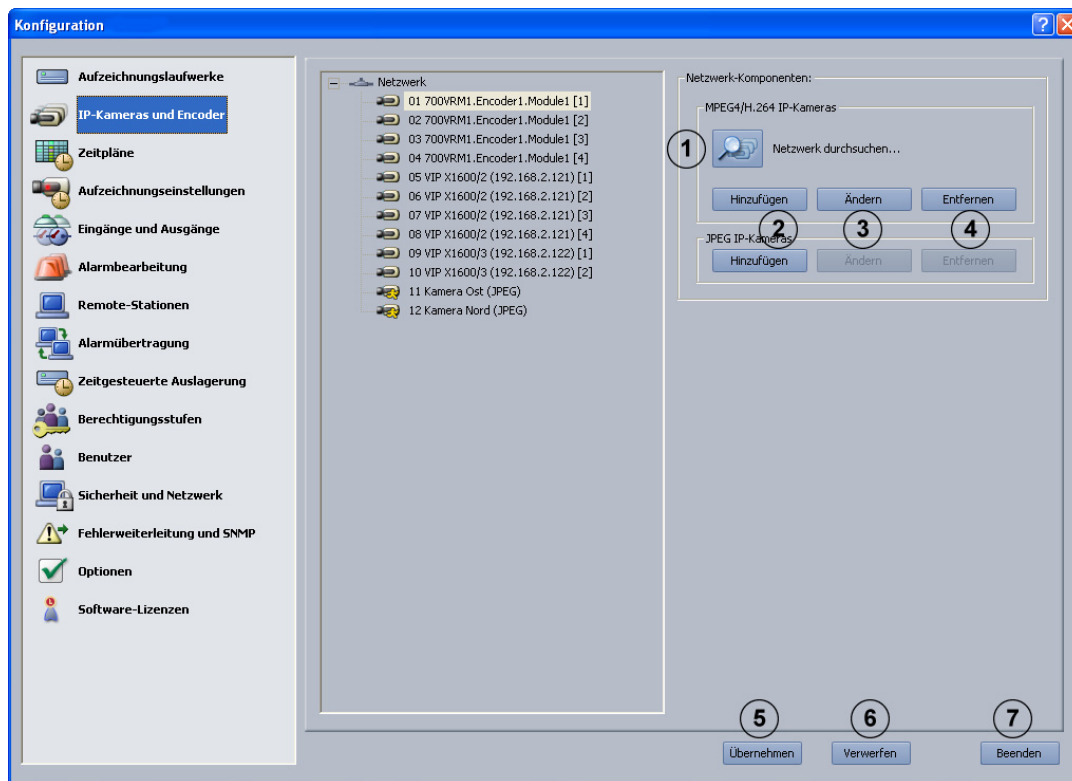 Konfiguration
Aufzeichnungslaufwerke
IP-Kameras und Encoder
Zeitpläne
Aufzeichnungseinstellungen
Eingänge und Ausgänge
Alarmbearbeitung
Remote-Stationen
Alarmübertragung
Zeitgesteuerte Auslagerung
Berechtigungsstufen
Benutzer
Sicherheit und Netzwerk
Fehlerweiterleitung und SNMP
Optionen
Software-Lizenzen
Netzwerk
01 700VRM1.Encoder1.Module1 [1]
02 700VRM1.Encoder1.Module1 [2]
03 700VRM1.Encoder1.Module1 [3]
04 700VRM1.Encoder1.Module1 [4]
05 VIP X1600/2 (192.168.2.121) [1]
06 VIP X1600/2 (192.168.2.121) [2]
07 VIP X1600/2 (192.168.2.121) [3]
08 VIP X1600/2 (192.168.2.121) [4]
09 VIP X1600/3 (192.168.2.122) [1]
10 VIP X1600/3 (192.168.2.122) [2]
11 Kamera Ost (JPEG)
12 Kamera Nord (JPEG)
Netzwerk-Komponenten:
MPEG4/H.264 IP-Kameras
1 Netzwerk durchsuchen...
Hinzufügen Ändern Entfernen
2 3 4
JPEG IP-Kameras
Hinzufügen Ändern Entfernen
5 6 7
Übernehmen Verwerfen Beenden